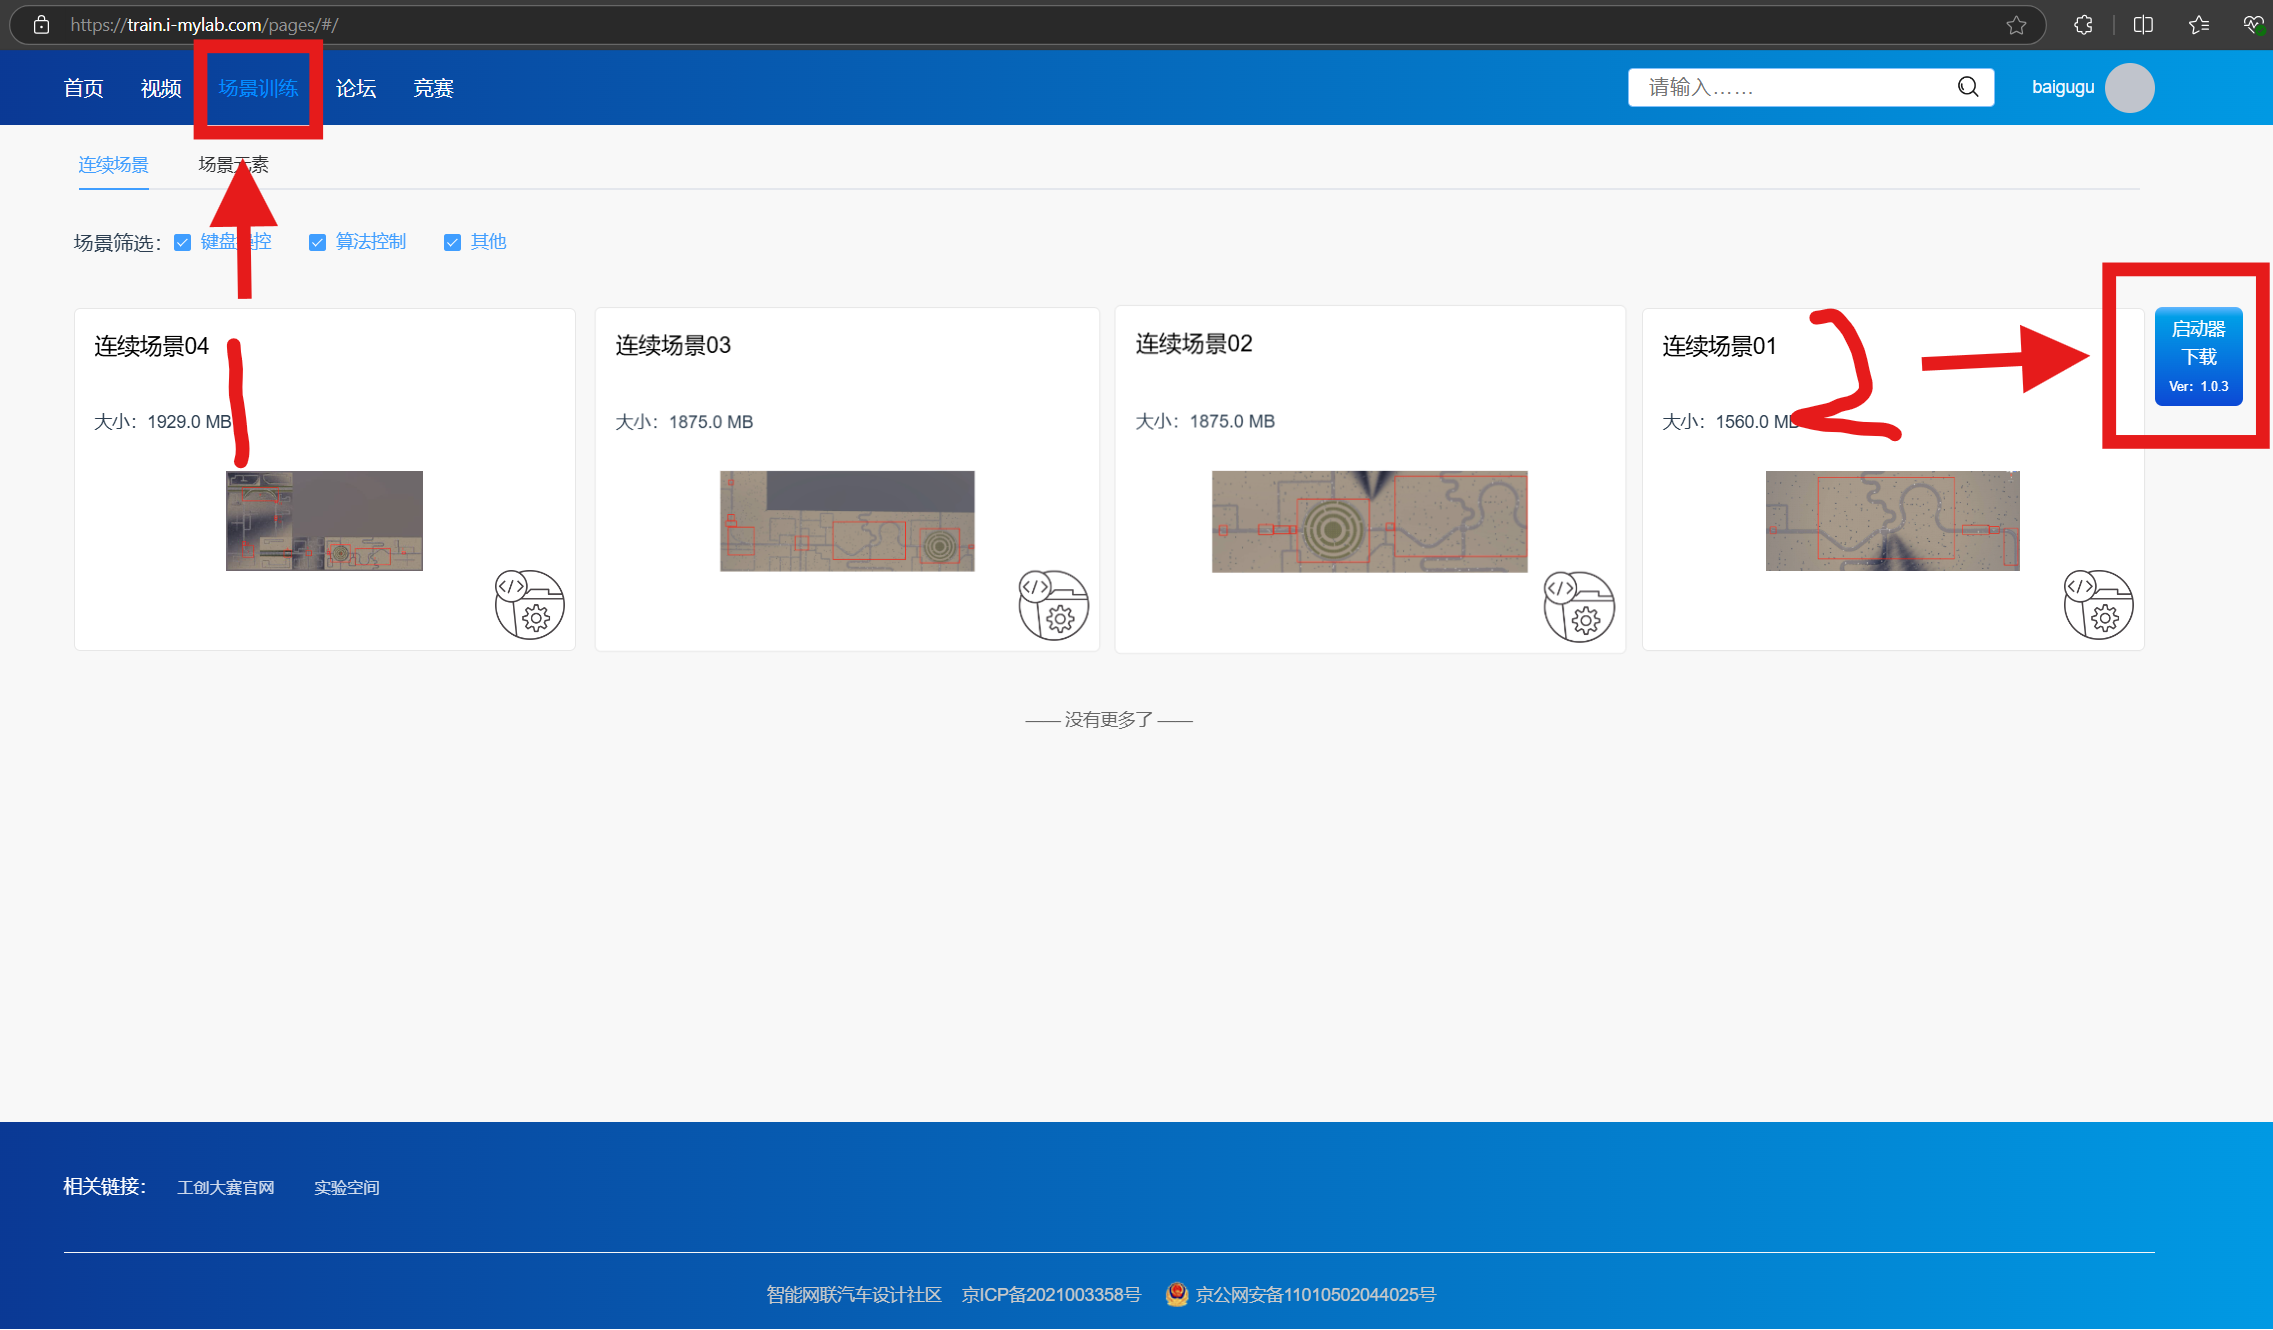 https://train.i-mylab.com/pages/#/
首页 视频 场景训练 论坛 竞赛 请输入…… baigugu
连续场景 场景元素
场景筛选： 键盘操控 算法控制 其他
连续场景04
大小：1929.0 MB
1
连续场景03
大小：1875.0 MB
连续场景02
大小：1875.0 MB
连续场景01
大小：1560.0 MB
2
启动器
下载
Ver：1.0.3
—— 没有更多了 ——
相关链接： 工创大赛官网 实验空间
智能网联汽车设计社区 京ICP备2021003358号 京公网安备11010502044025号